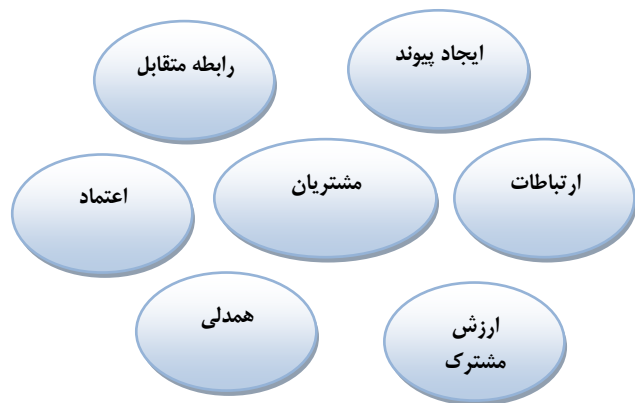 ایجاد پیوند
رابطه متقابل
ارتباطات
مشتریان
اعتماد
همدلی
ارزش
مشترک